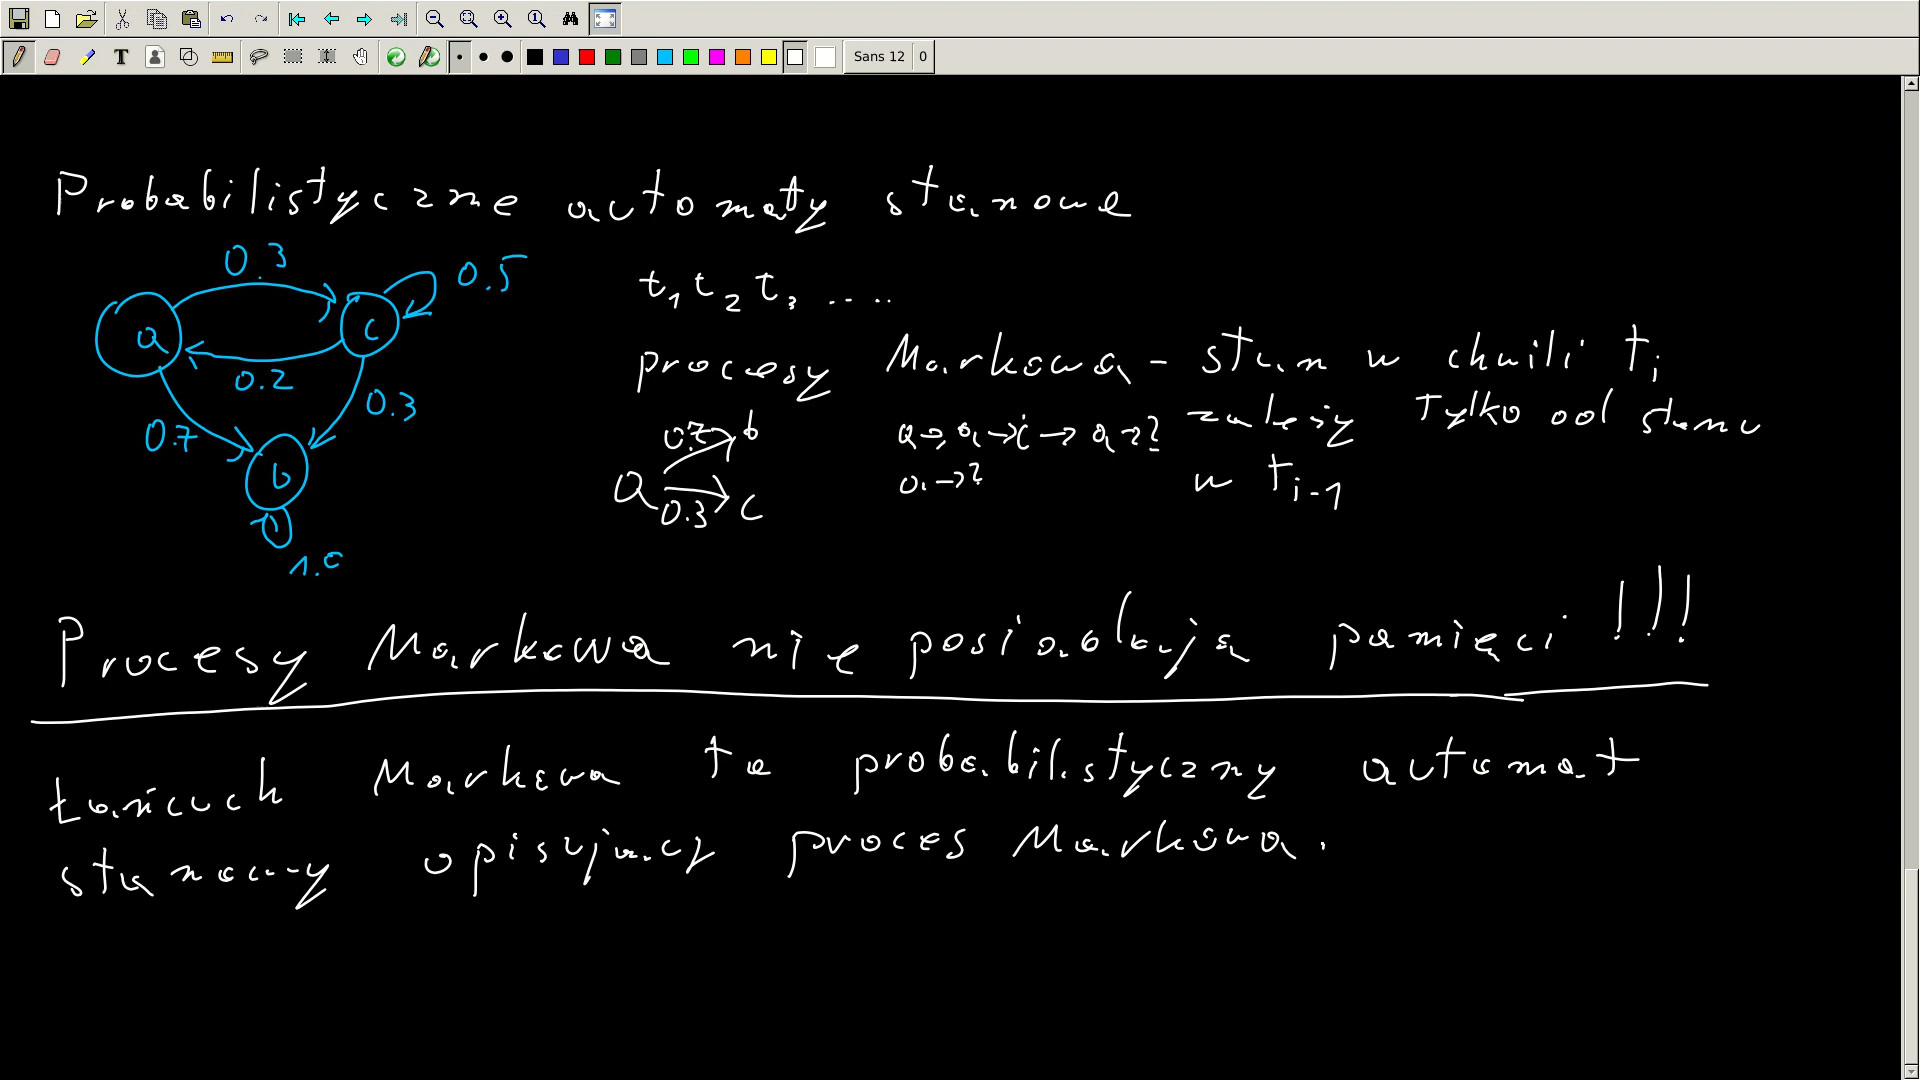 Sans 12 0
Probabilistyczne automaty stanowe
0.3
0.5
a
c
0.2
0.3
0.7
b
1.0
t1 t2 t3 ....
procesy Markowa - stan w chwili ti
zależy tylko od stanu
w ti-1
0.7 b
a
0.3 c
a→a→c→a→?
a→?
Procesy Markowa nie posiadają pamięci!!!
Łańcuch Markowa to probabilistyczny automat
stanowy opisujący proces Markowa.